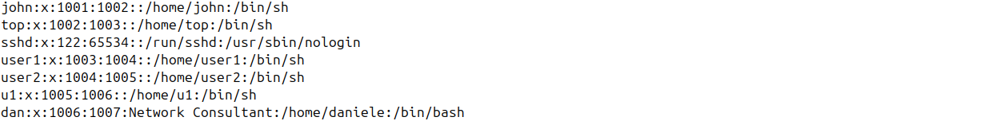 john:x:1001:1002::/home/john:/bin/sh
top:x:1002:1003::/home/top:/bin/sh
sshd:x:122:65534::/run/sshd:/usr/sbin/nologin
user1:x:1003:1004::/home/user1:/bin/sh
user2:x:1004:1005::/home/user2:/bin/sh
u1:x:1005:1006::/home/u1:/bin/sh
dan:x:1006:1007:Network Consultant:/home/daniele:/bin/bash